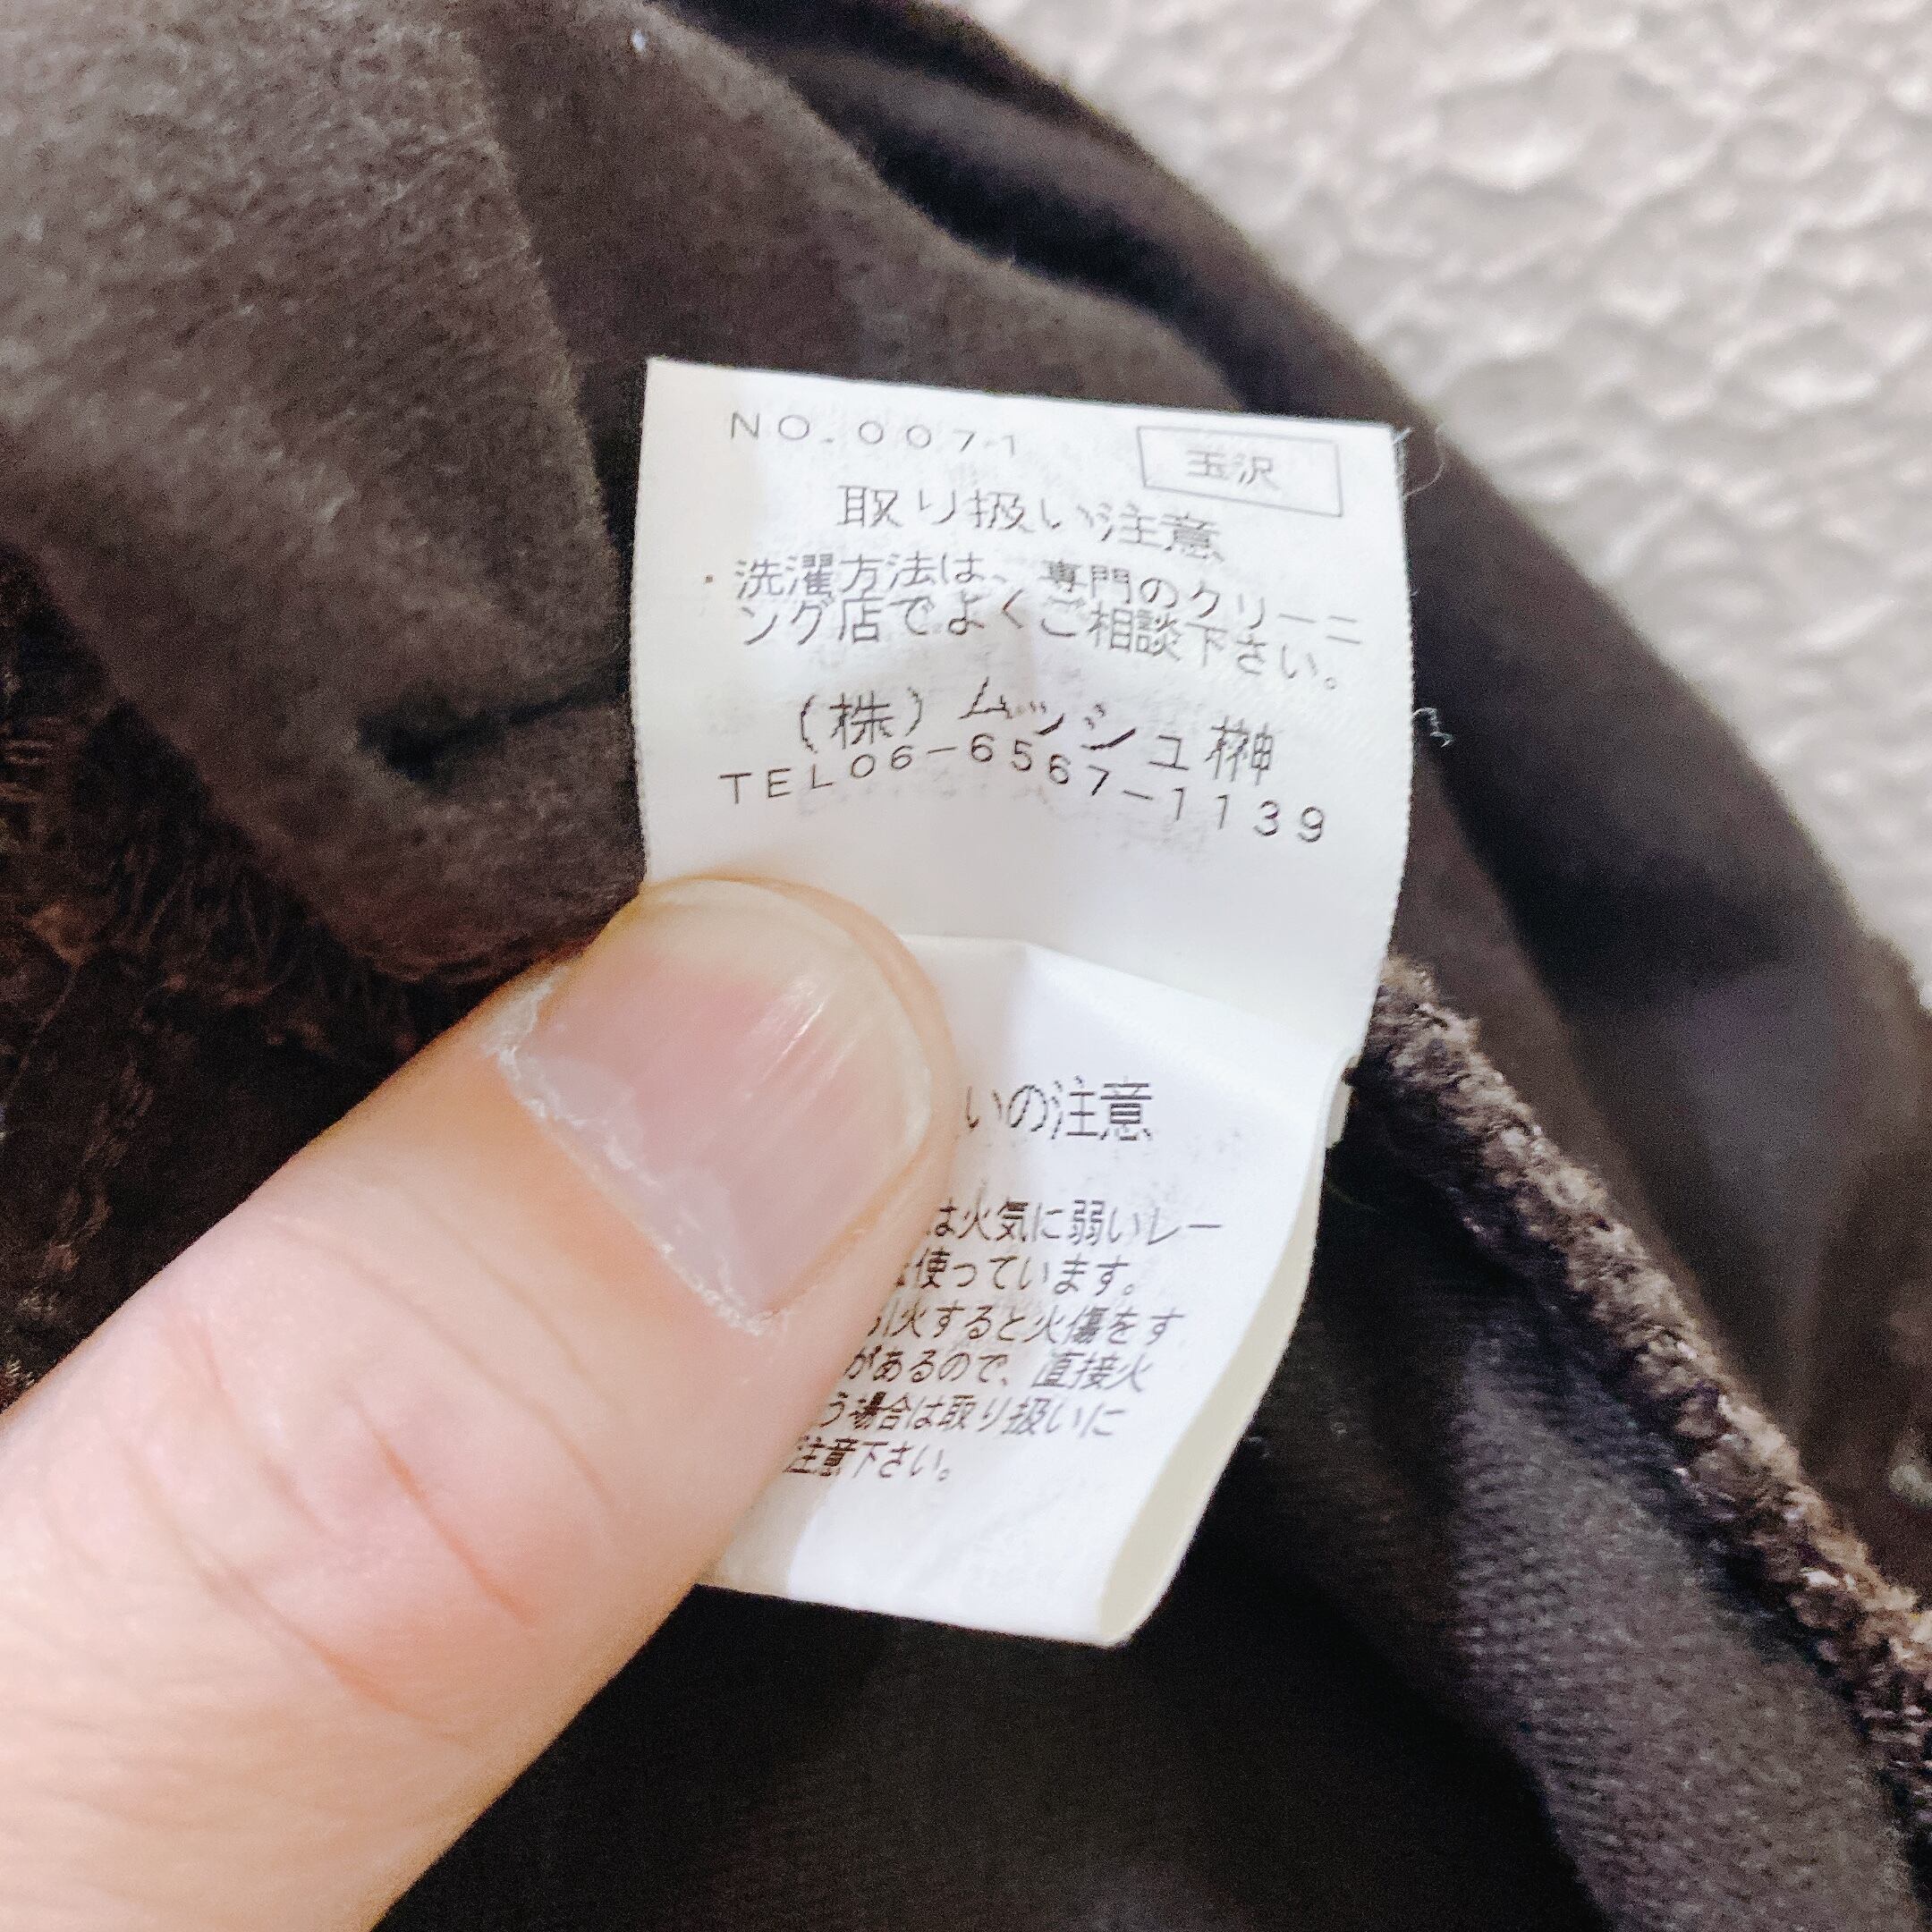 NO.0071
玉沢
取り扱い注意
・洗濯方法は、専門のクリーニ
ング店でよくご相談下さい。
(株)ムッシュ榊
TEL06-6567-1139
いの注意
は火気に弱いレー
使っています。
引火すると火傷をす
があるので、直接火
う場合は取り扱いに
注意下さい。